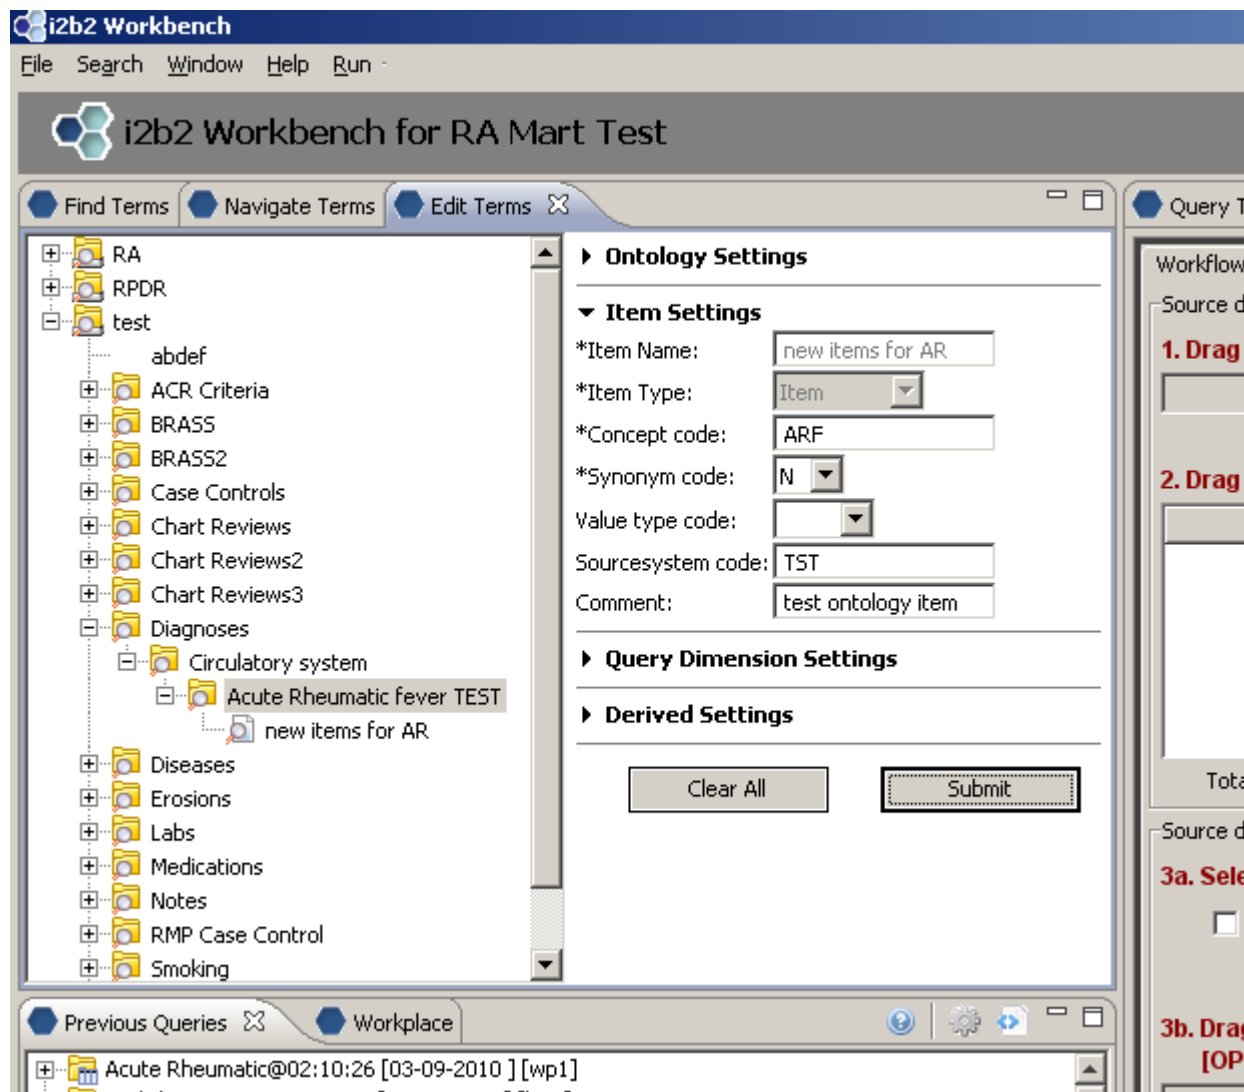 i2b2 Workbench
File Search Window Help Run
i2b2 Workbench for RA Mart Test
Find Terms Navigate Terms Edit Terms
RA
RPDR
test
abdef
ACR Criteria
BRASS
BRASS2
Case Controls
Chart Reviews
Chart Reviews2
Chart Reviews3
Diagnoses
Circulatory system
Acute Rheumatic fever TEST
new items for AR
Diseases
Erosions
Labs
Medications
Notes
RMP Case Control
Smoking
Ontology Settings
Item Settings
*Item Name: new items for AR
*Item Type: Item
*Concept code: ARF
*Synonym code: N
Value type code:
Sourcesystem code: TST
Comment: test ontology item
Query Dimension Settings
Derived Settings
Clear All Submit
Query
Workflow
Source
1. Drag
2. Drag
Source
3a.
3b.
[OP
Previous Queries Workplace
Acute Rheumatic@02:10:26 [03-09-2010 ] [wp1]